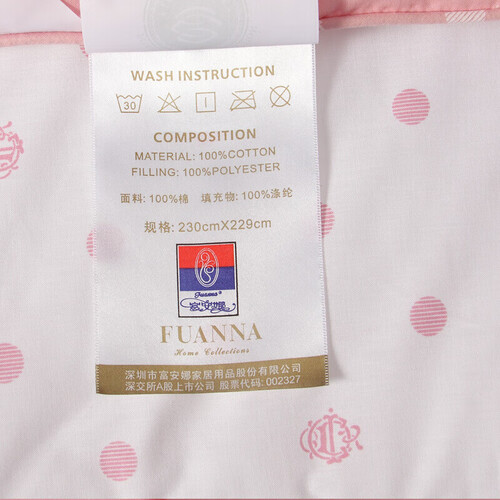 WASH INSTRUCTION
30
COMPOSITION
MATERIAL: 100%COTTON
FILLING: 100%POLYESTER
面料: 100%棉 填充物: 100%涤纶
规格: 230cmX229cm
Fuanna®
富安娜
FUANNA
Home Collections
深圳市富安娜家居用品股份有限公司
深交所A股上市公司 股票代码: 002327